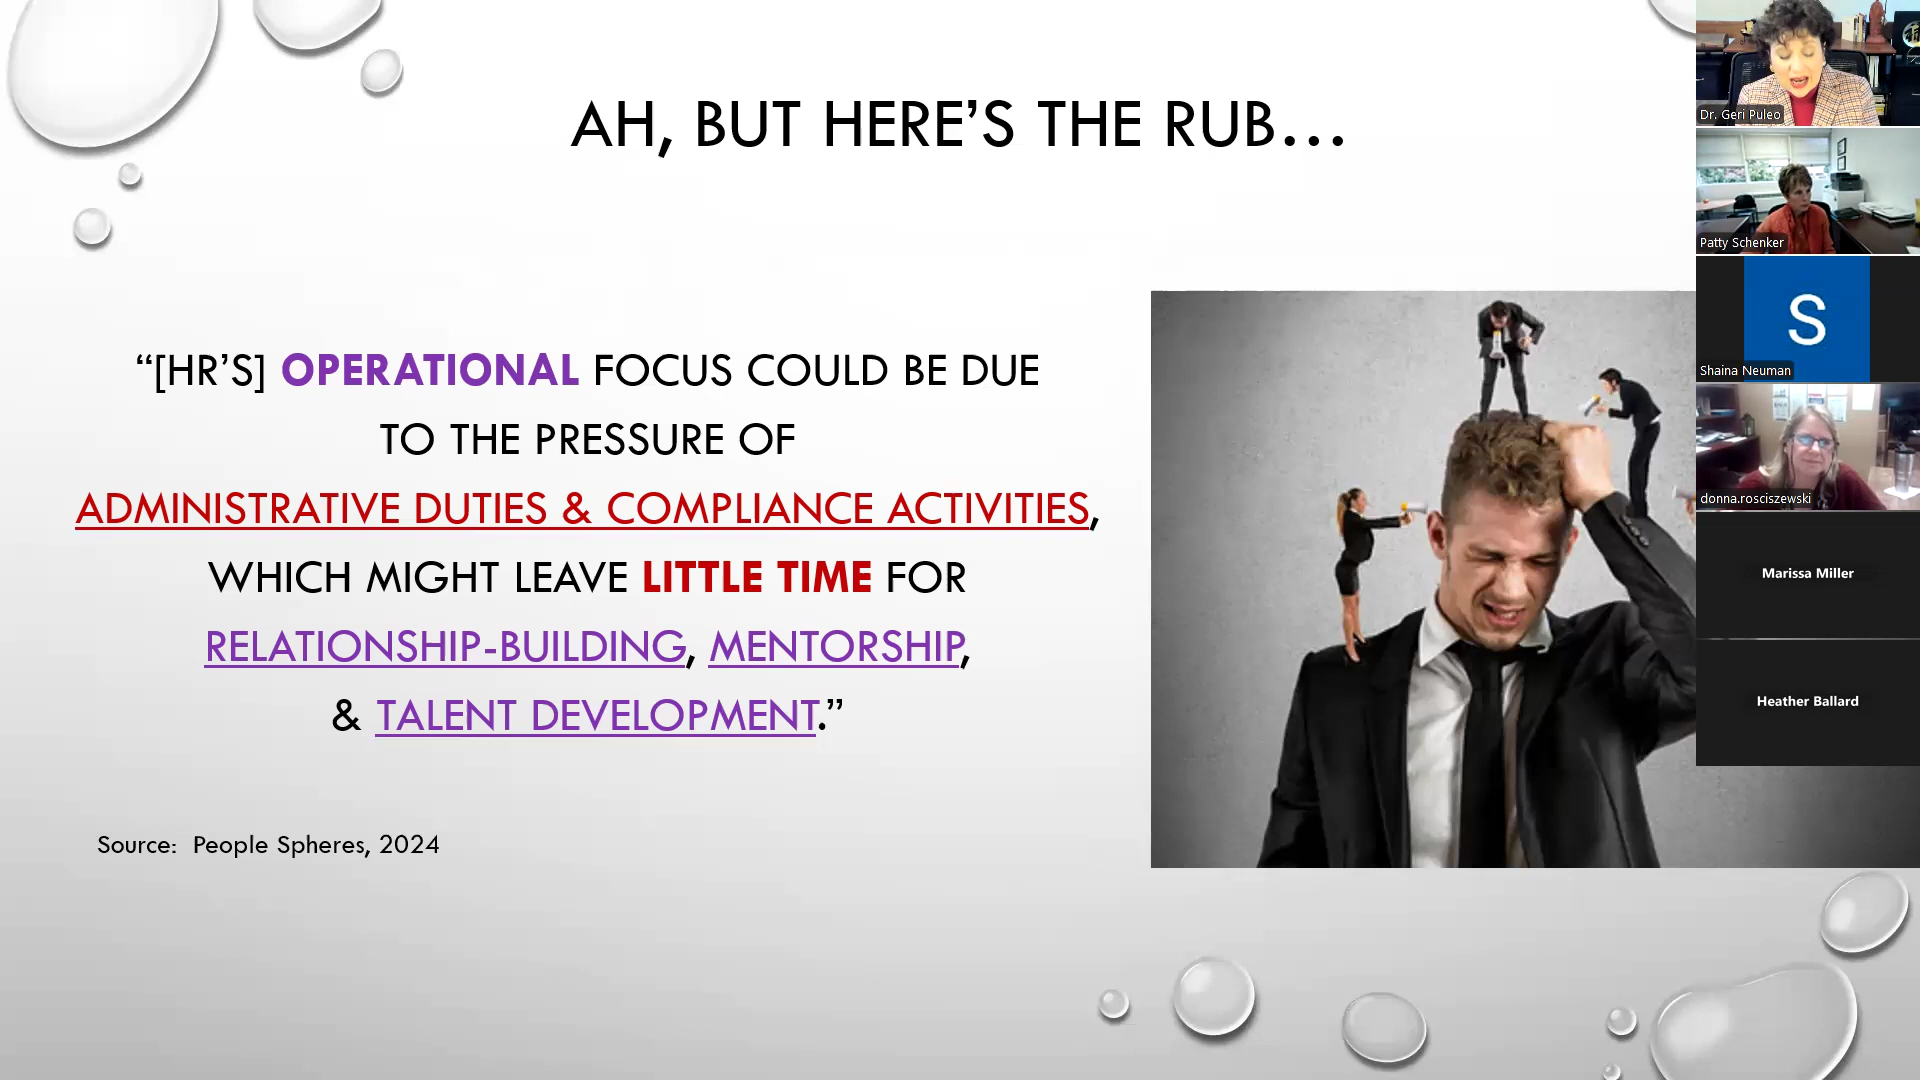 AH, BUT HERE’S THE RUB…
“[HR’S] OPERATIONAL FOCUS COULD BE DUE
TO THE PRESSURE OF
ADMINISTRATIVE DUTIES & COMPLIANCE ACTIVITIES,
WHICH MIGHT LEAVE LITTLE TIME FOR
RELATIONSHIP-BUILDING, MENTORSHIP,
& TALENT DEVELOPMENT.”
Source:  People Spheres, 2024
Dr. Geri Puleo
Patty Schenker
S
Shaina Neuman
donna.rosciszewski
Marissa Miller
Heather Ballard